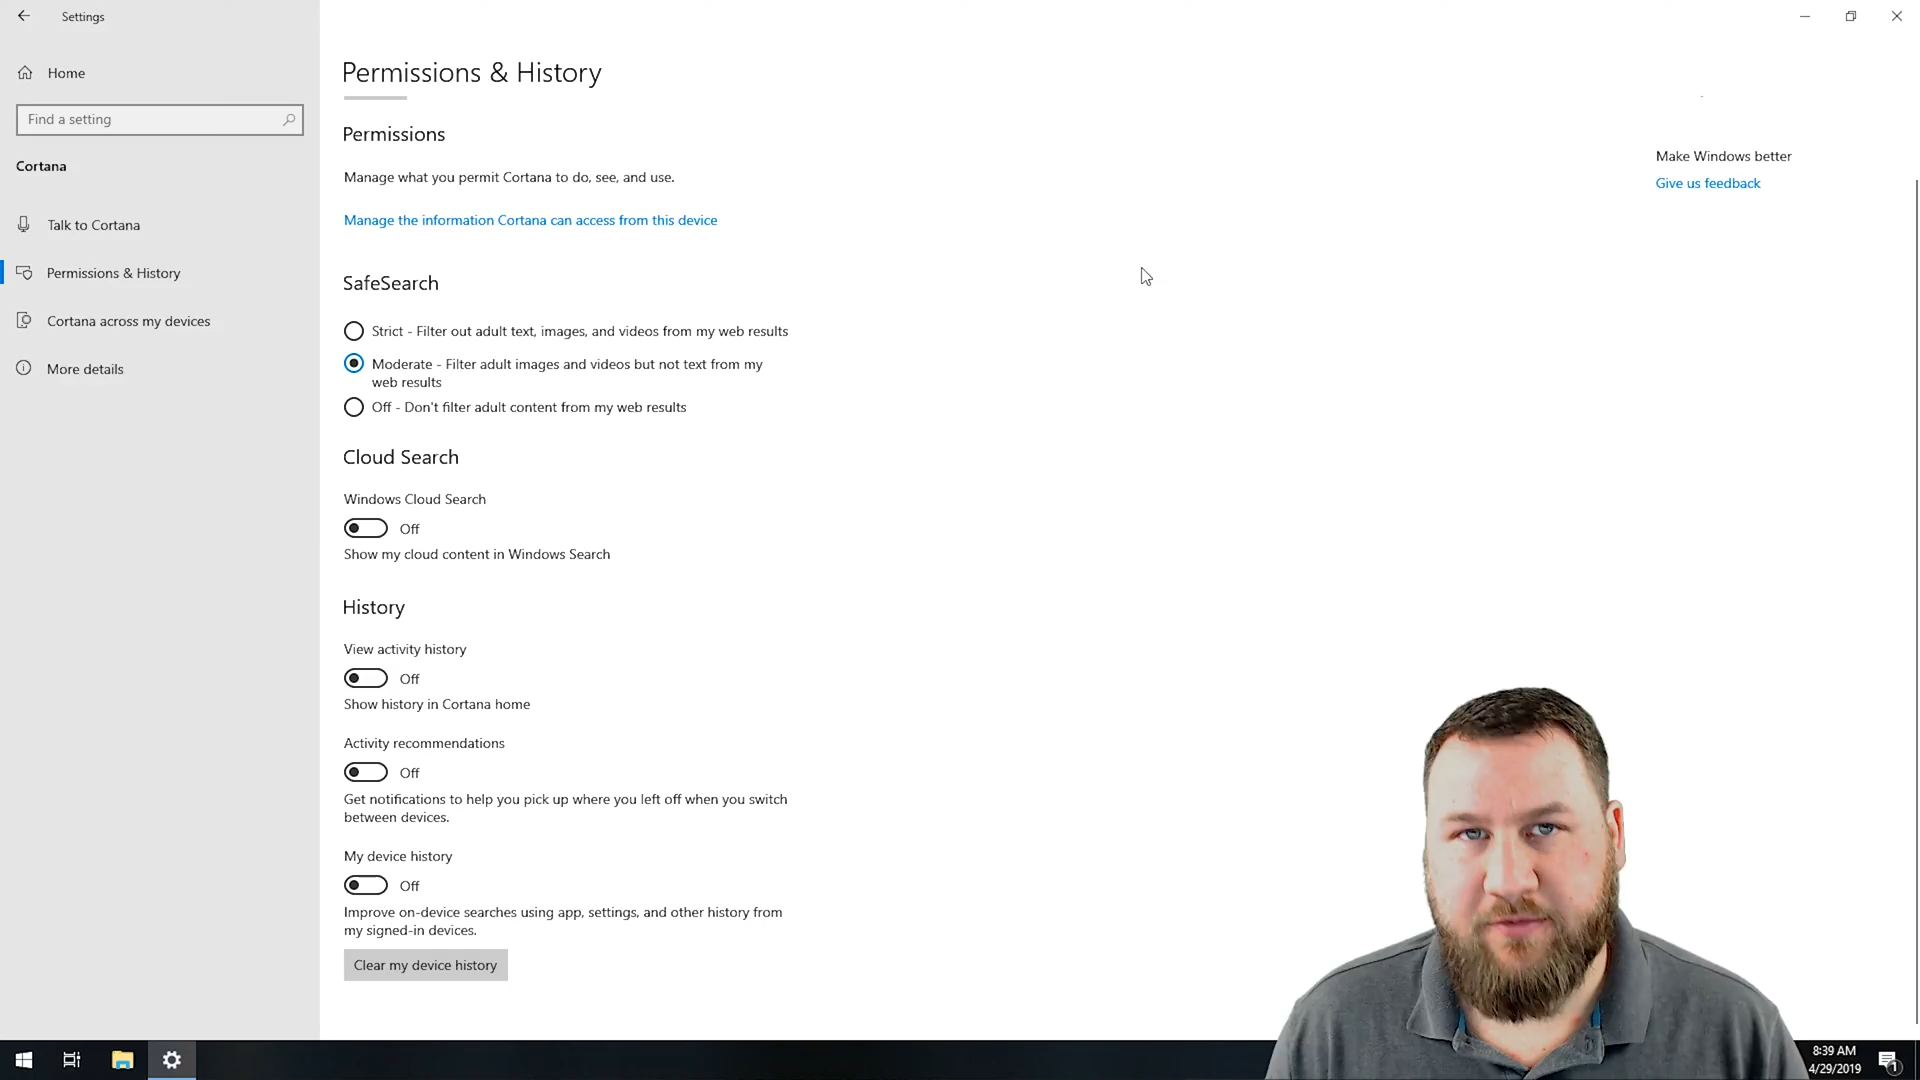 Settings
Home
Find a setting
Cortana
Talk to Cortana
Permissions & History
Cortana across my devices
More details
Permissions & History
Permissions
Manage what you permit Cortana to do, see, and use.
Manage the information Cortana can access from this device
SafeSearch
Strict - Filter out adult text, images, and videos from my web results
Moderate - Filter adult images and videos but not text from my
web results
Off - Don't filter adult content from my web results
Cloud Search
Windows Cloud Search
Off
Show my cloud content in Windows Search
History
View activity history
Off
Show history in Cortana home
Activity recommendations
Off
Get notifications to help you pick up where you left off when you switch
between devices.
My device history
Off
Improve on-device searches using app, settings, and other history from
my signed-in devices.
Clear my device history
Make Windows better
Give us feedback
8:39 AM
4/29/2019
1